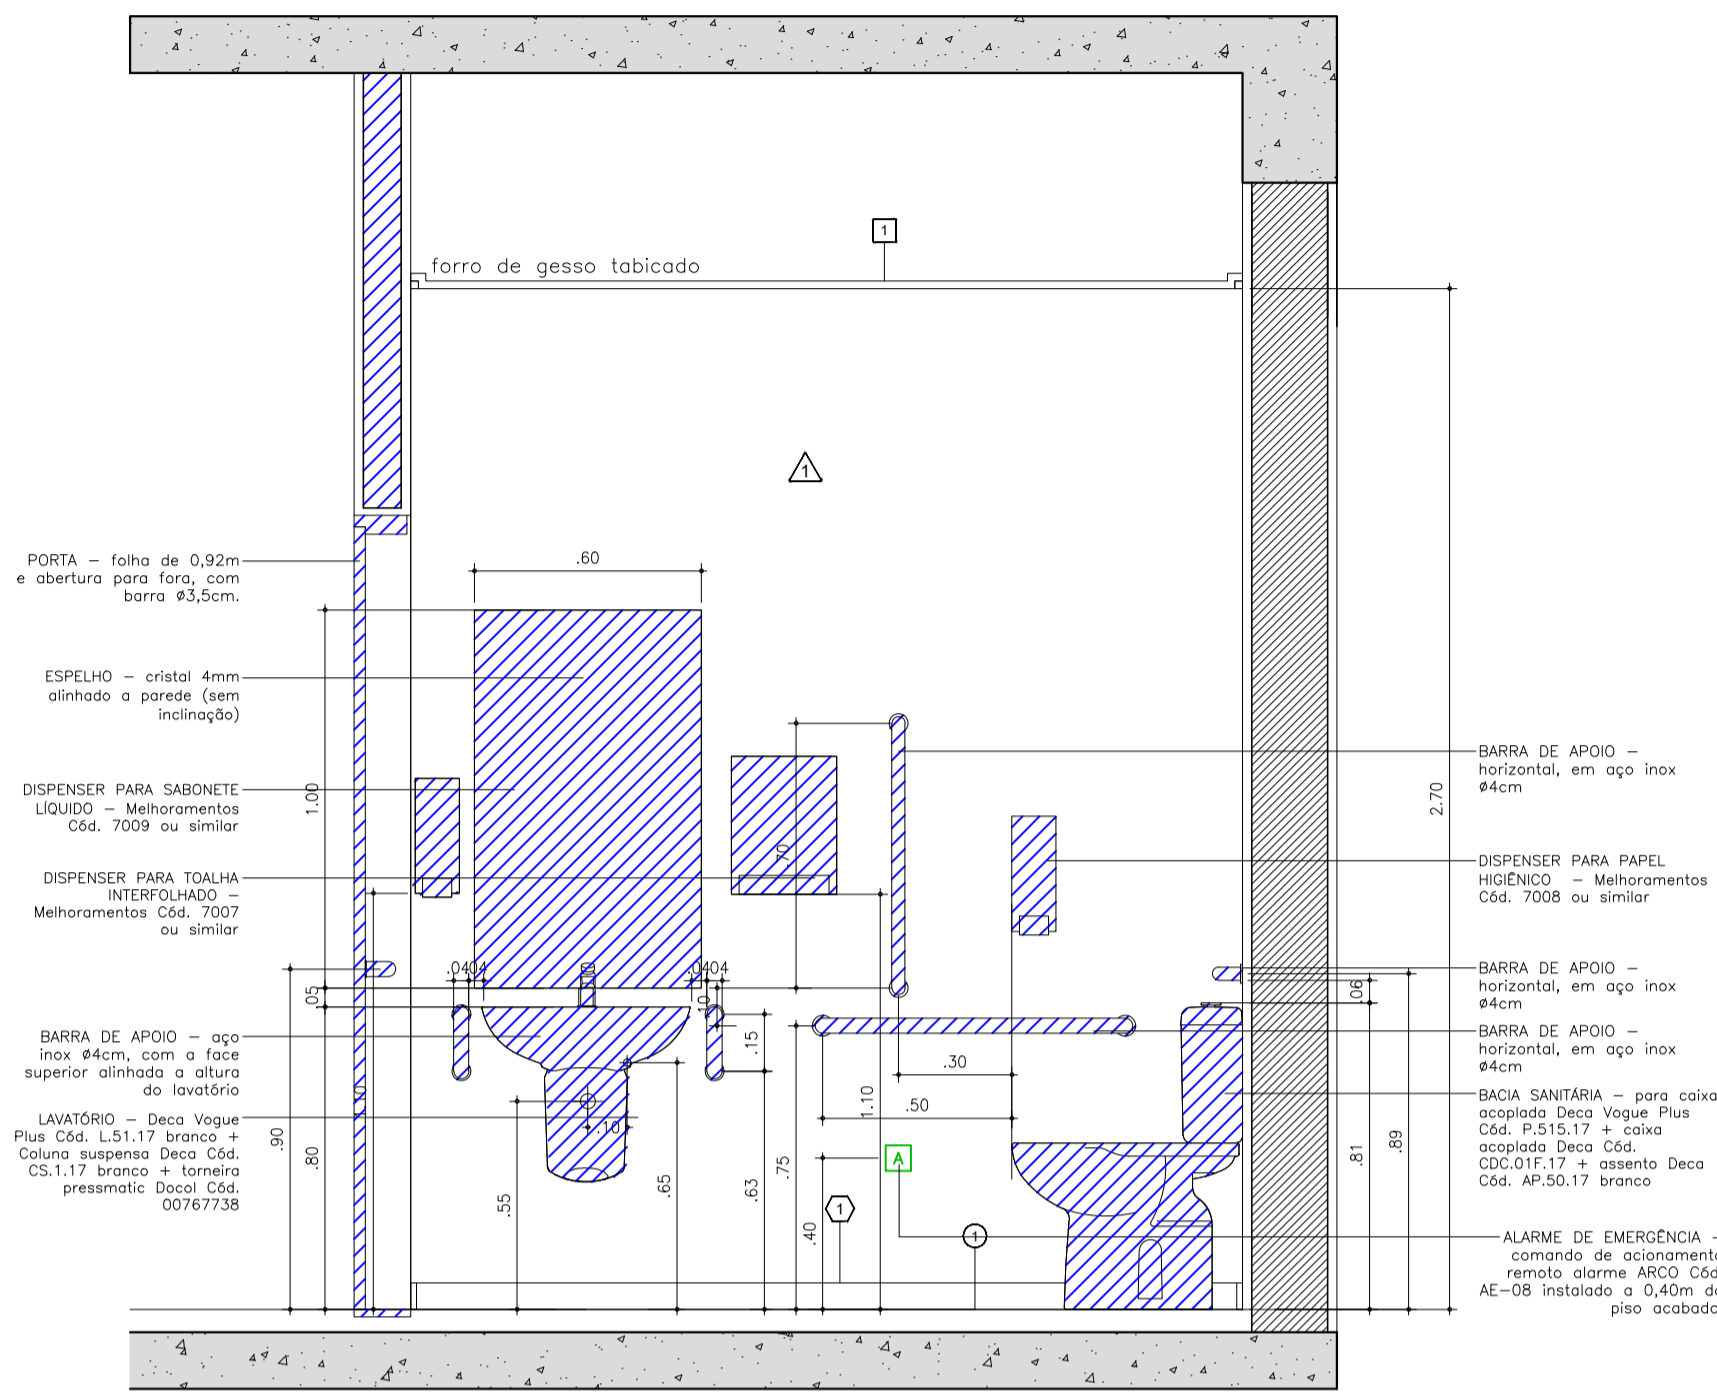 1
forro de gesso tabicado
1
.60
PORTA – folha de 0,92m
e abertura para fora, com
barra Ø3,5cm.
ESPELHO – cristal 4mm
alinhado a parede (sem
inclinação)
DISPENSER PARA SABONETE
LÍQUIDO – Melhoramentos
Cód. 7009 ou similar
DISPENSER PARA TOALHA
INTERFOLHADO –
Melhoramentos Cód. 7007
ou similar
BARRA DE APOIO – aço
inox Ø4cm, com a face
superior alinhada a altura
do lavatório
LAVATÓRIO – Deca Vogue
Plus Cód. L.51.17 branco +
Coluna suspensa Deca Cód.
CS.1.17 branco + torneira
pressmatic Docol Cód.
00767738
1.00
.05
.80
.90
.04
04
.04
04
.10
.15
.10
.55
.65
.63
.75
.40
1.10
.70
.30
.50
A
1
1
2.70
.06
.81
.89
BARRA DE APOIO –
horizontal, em aço inox
Ø4cm
DISPENSER PARA PAPEL
HIGIÊNICO – Melhoramentos
Cód. 7008 ou similar
BARRA DE APOIO –
horizontal, em aço inox
Ø4cm
BARRA DE APOIO –
horizontal, em aço inox
Ø4cm
BACIA SANITÁRIA – para caixa
acoplada Deca Vogue Plus
Cód. P.515.17 + caixa
acoplada Deca Cód.
CDC.01F.17 + assento Deca
Cód. AP.50.17 branco
ALARME DE EMERGÊNCIA –
comando de acionamento
remoto alarme ARCO Cód
AE–08 instalado a 0,40m do
piso acabado